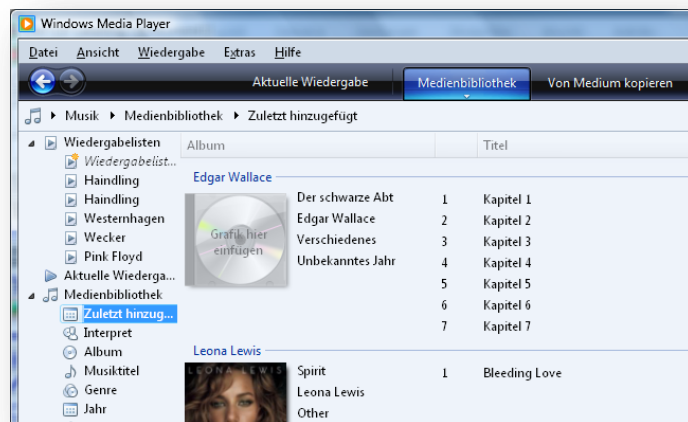 Windows Media Player
Datei Ansicht Wiedergabe Extras Hilfe
Aktuelle Wiedergabe Medienbibliothek Von Medium kopieren
Musik Medienbibliothek Zuletzt hinzugefügt
Wiedergabelisten
Wiedergabelist...
Haindling
Haindling
Westernhagen
Wecker
Pink Floyd
Aktuelle Wiederga...
Medienbibliothek
Zuletzt hinzug...
Interpret
Album
Musiktitel
Genre
Jahr
Album Titel
Edgar Wallace
Grafik hier
einfügen
Der schwarze Abt
Edgar Wallace
Verschiedenes
Unbekanntes Jahr
1 Kapitel 1
2 Kapitel 2
3 Kapitel 3
4 Kapitel 4
5 Kapitel 5
6 Kapitel 6
7 Kapitel 7
Leona Lewis
LEONA LEWIS
Spirit
Leona Lewis
Other
1 Bleeding Love